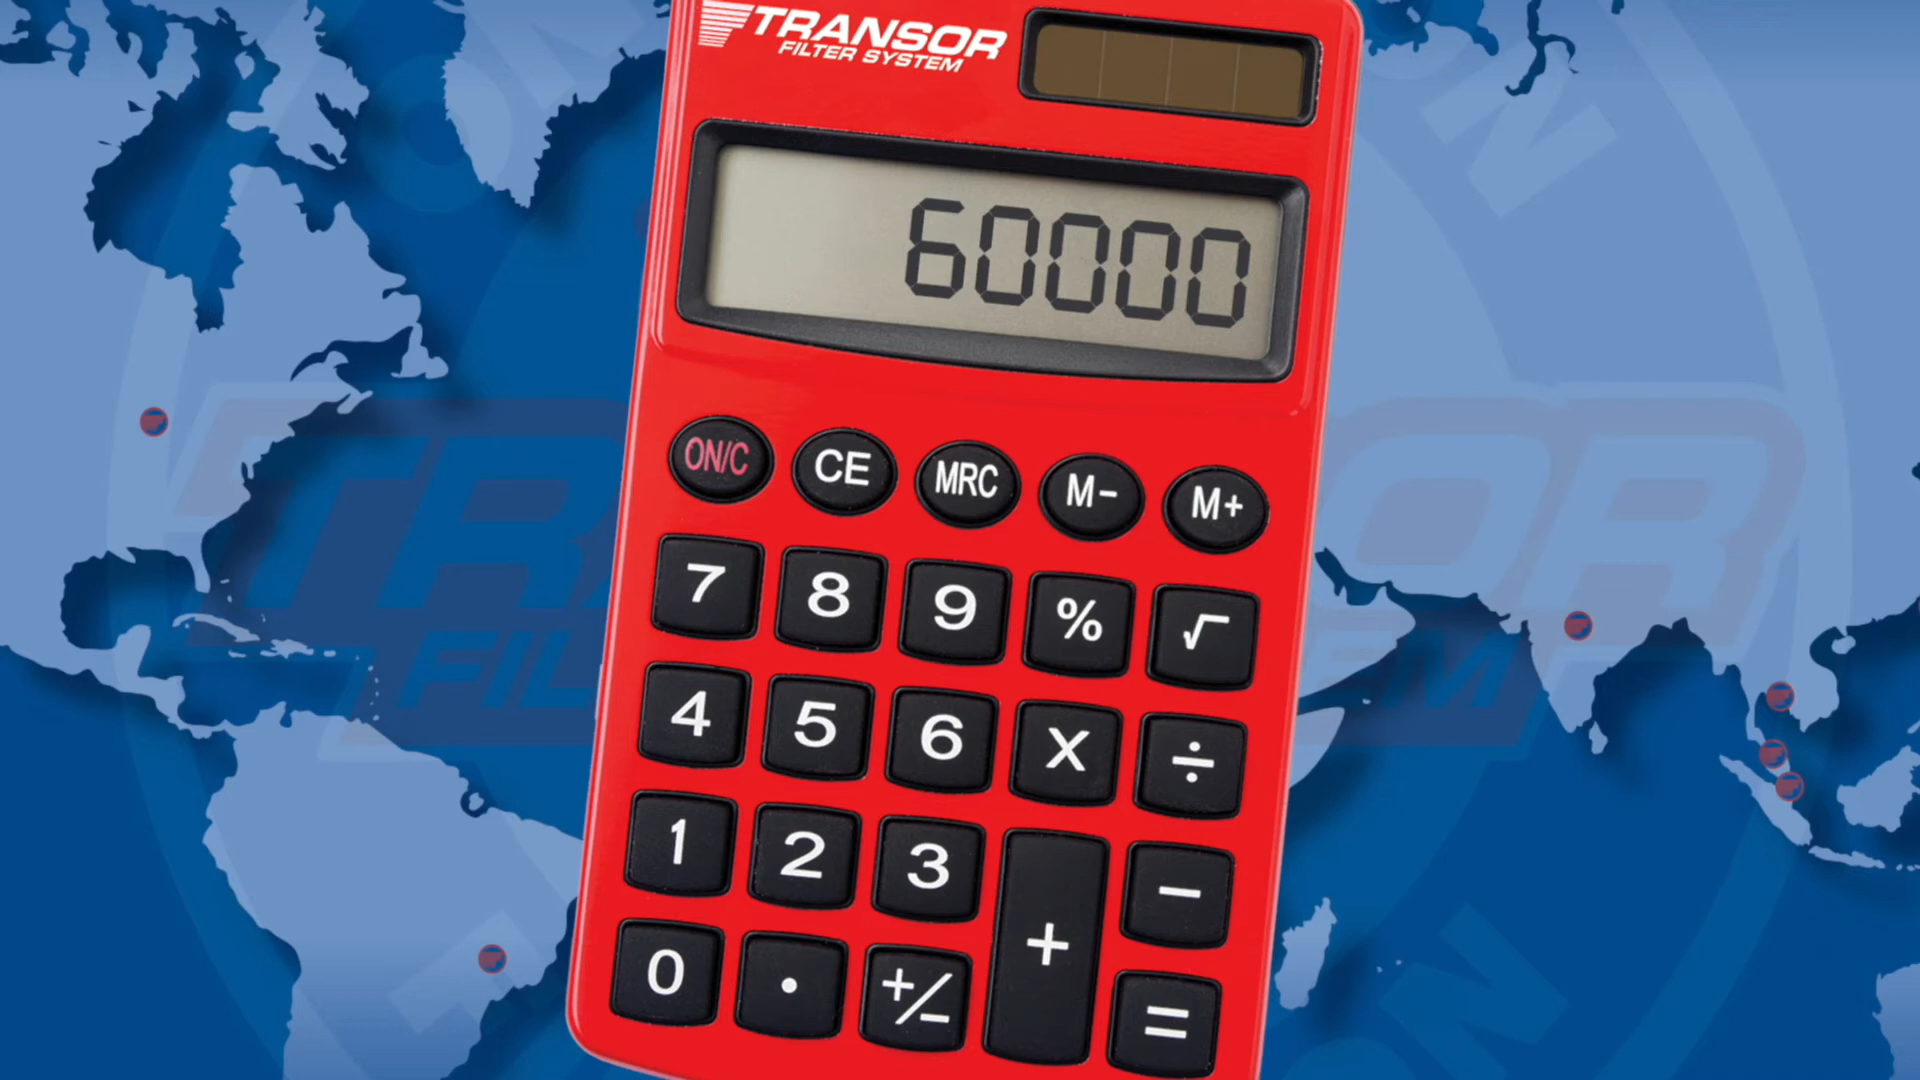 TRANSOR
FILTER SYSTEM
60000
ON/C CE MRC M- M+
7 8 9 % √
4 5 6 X ÷
1 2 3 + −
0 . +/− =